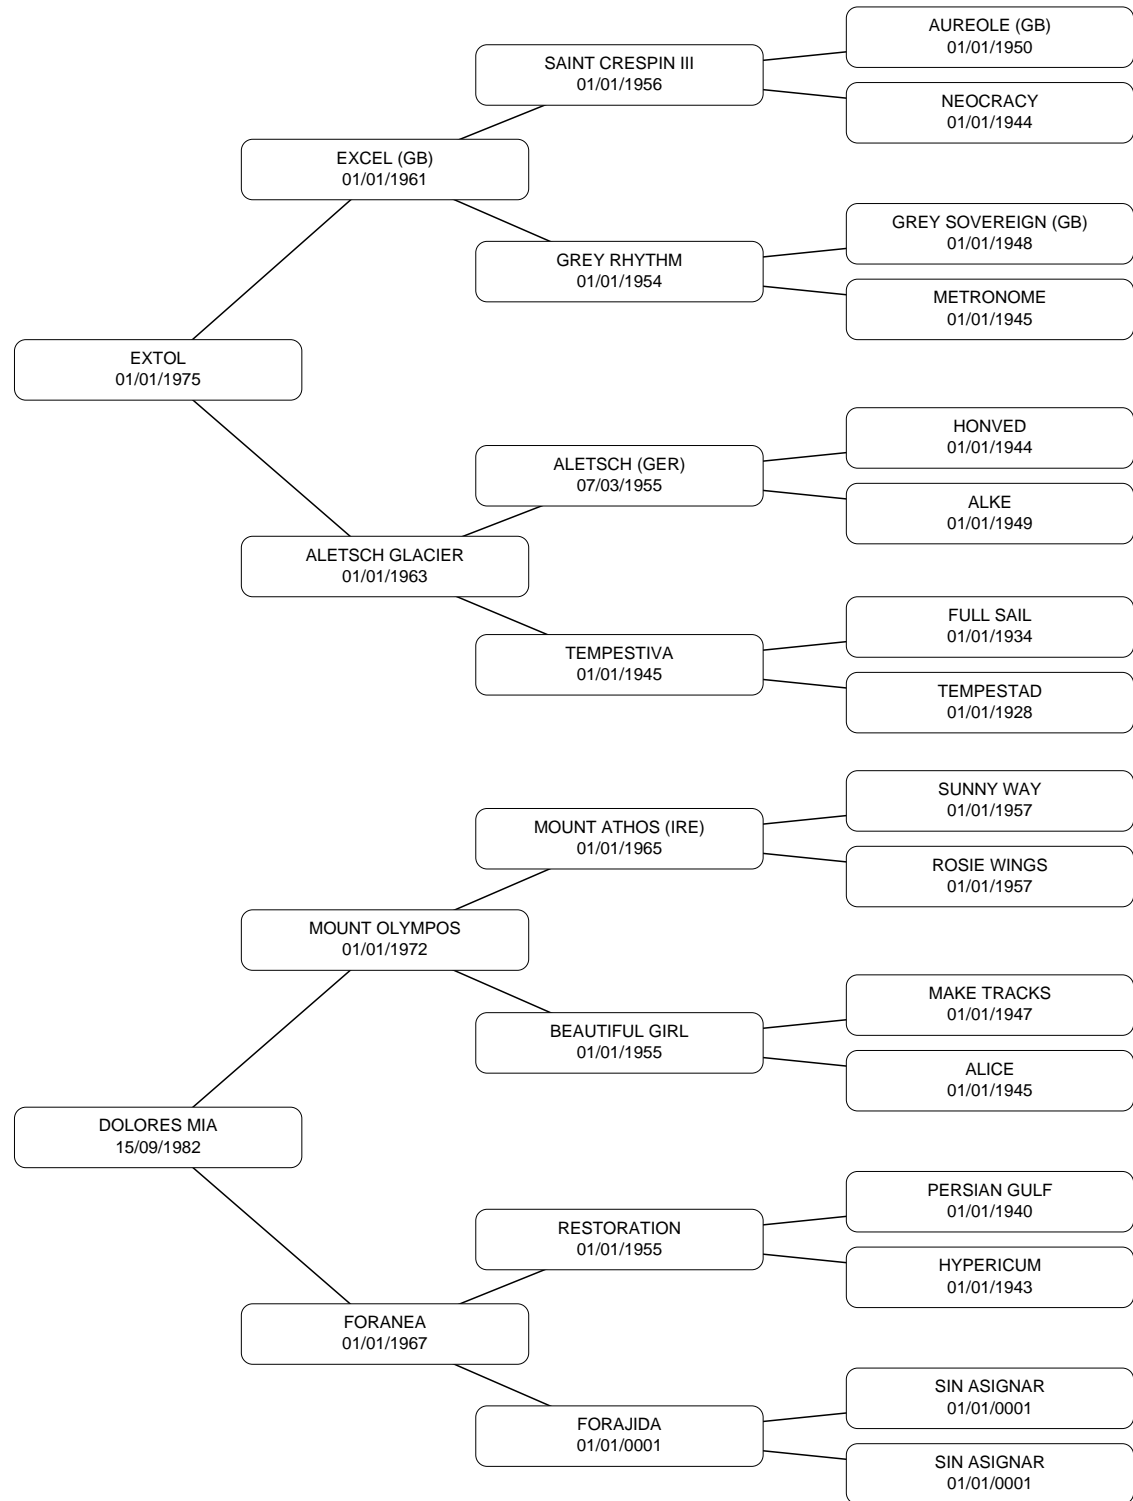 AUREOLE (GB)
01/01/1950
SAINT CRESPIN III
01/01/1956
NEOCRACY
01/01/1944
EXCEL (GB)
01/01/1961
GREY SOVEREIGN (GB)
01/01/1948
GREY RHYTHM
01/01/1954
METRONOME
01/01/1945
EXTOL
01/01/1975
HONVED
01/01/1944
ALETSCH (GER)
07/03/1955
ALKE
01/01/1949
ALETSCH GLACIER
01/01/1963
FULL SAIL
01/01/1934
TEMPESTIVA
01/01/1945
TEMPESTAD
01/01/1928
SUNNY WAY
01/01/1957
MOUNT ATHOS (IRE)
01/01/1965
ROSIE WINGS
01/01/1957
MOUNT OLYMPOS
01/01/1972
MAKE TRACKS
01/01/1947
BEAUTIFUL GIRL
01/01/1955
ALICE
01/01/1945
DOLORES MIA
15/09/1982
PERSIAN GULF
01/01/1940
RESTORATION
01/01/1955
HYPERICUM
01/01/1943
FORANEA
01/01/1967
SIN ASIGNAR
01/01/0001
FORAJIDA
01/01/0001
SIN ASIGNAR
01/01/0001